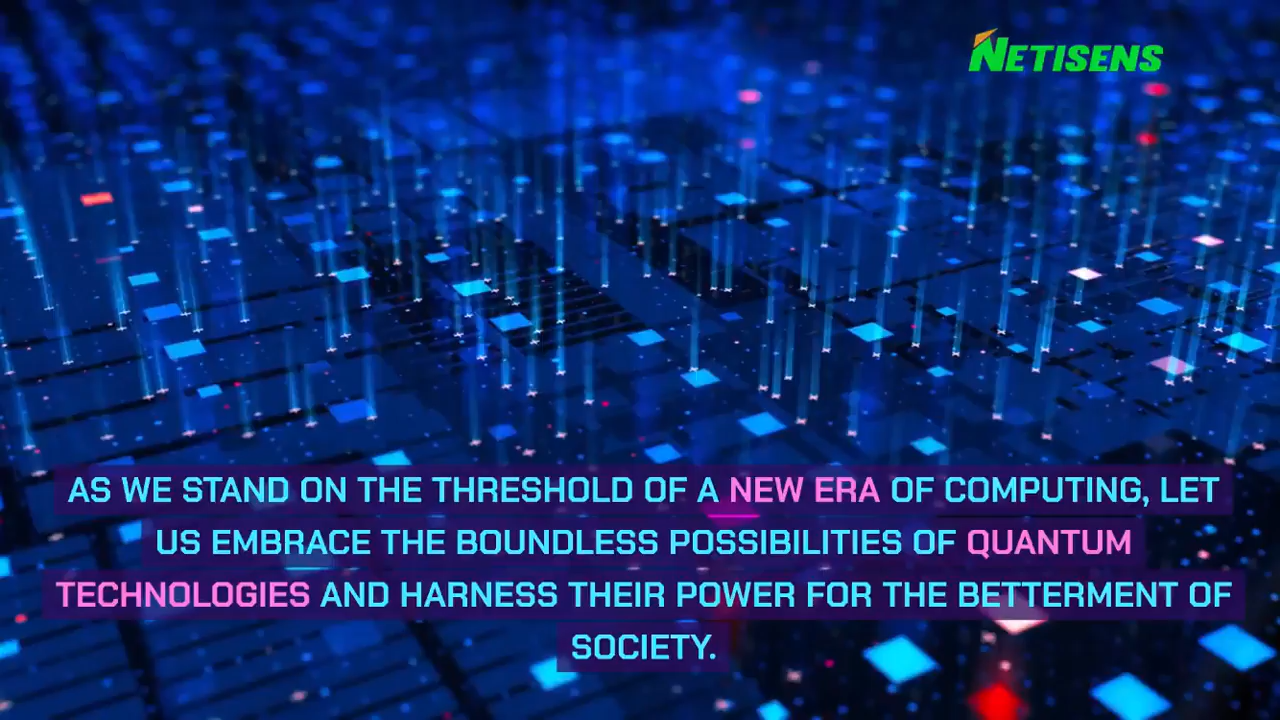 NETISENS
AS WE STAND ON THE THRESHOLD OF A NEW ERA OF COMPUTING, LET
US EMBRACE THE BOUNDLESS POSSIBILITIES OF QUANTUM
TECHNOLOGIES AND HARNESS THEIR POWER FOR THE BETTERMENT OF
SOCIETY.